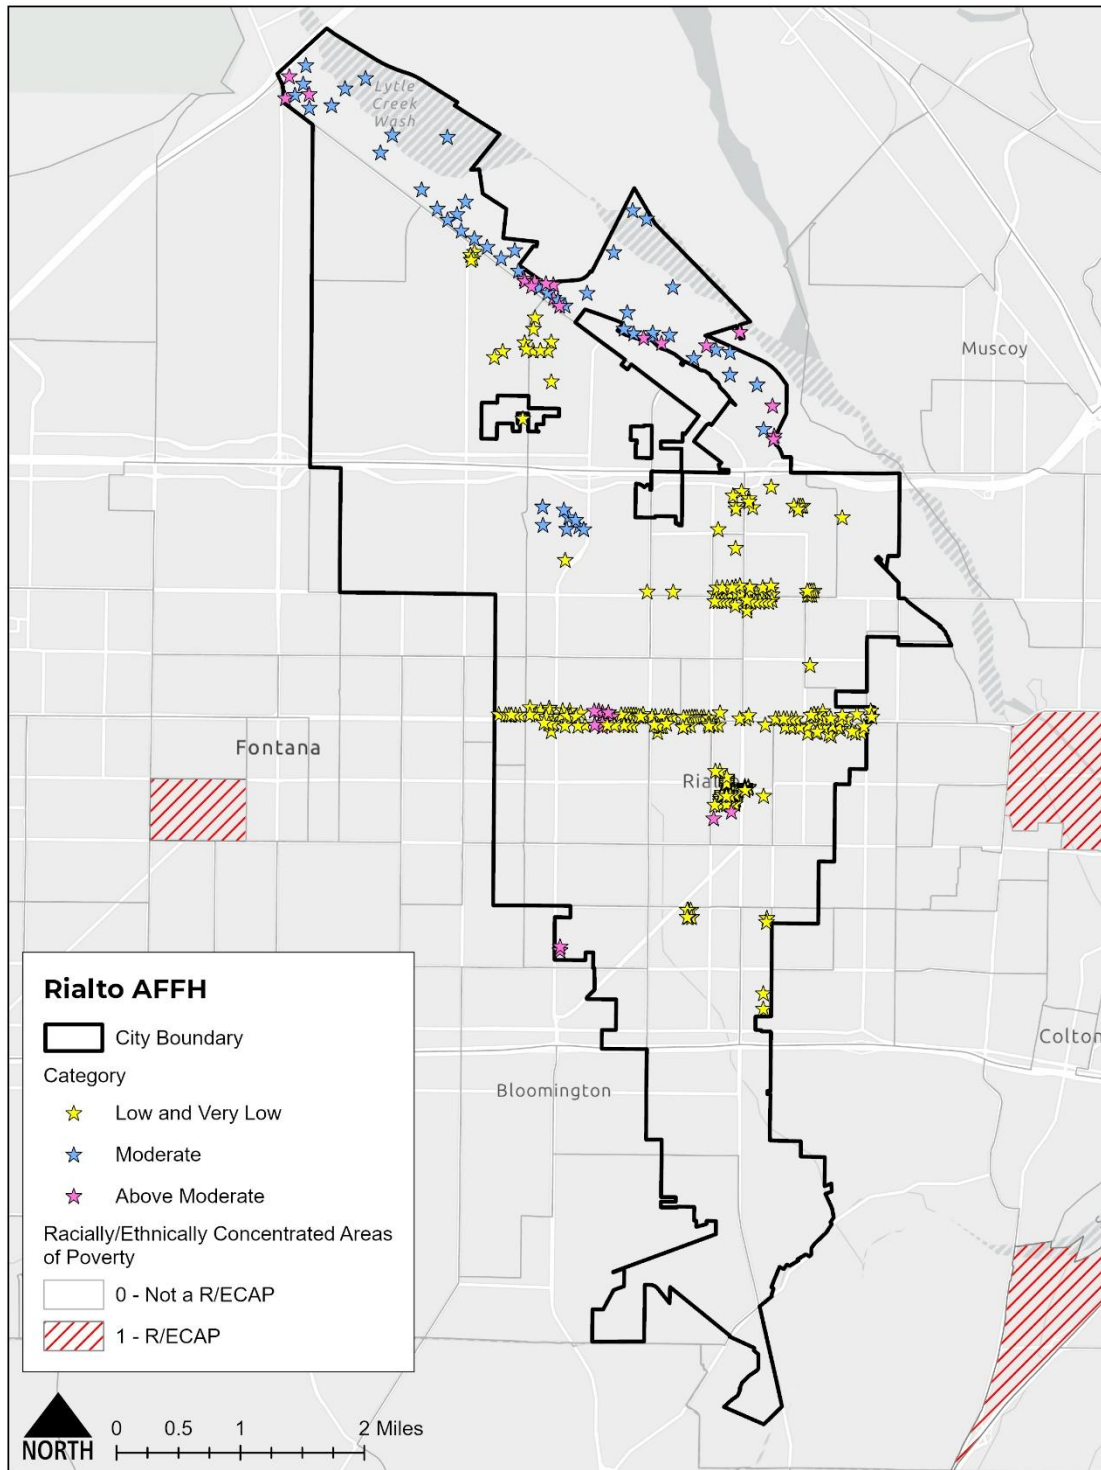 Lytle
Creek
Wash
Muscoy
Fontana
Colton
Bloomington
Rialto AFFH
City Boundary
Category
Low and Very Low
Moderate
Above Moderate
Racially/Ethnically Concentrated Areas
of Poverty
0 - Not a R/ECAP
1 - R/ECAP
NORTH
0 0.5 1 2 Miles